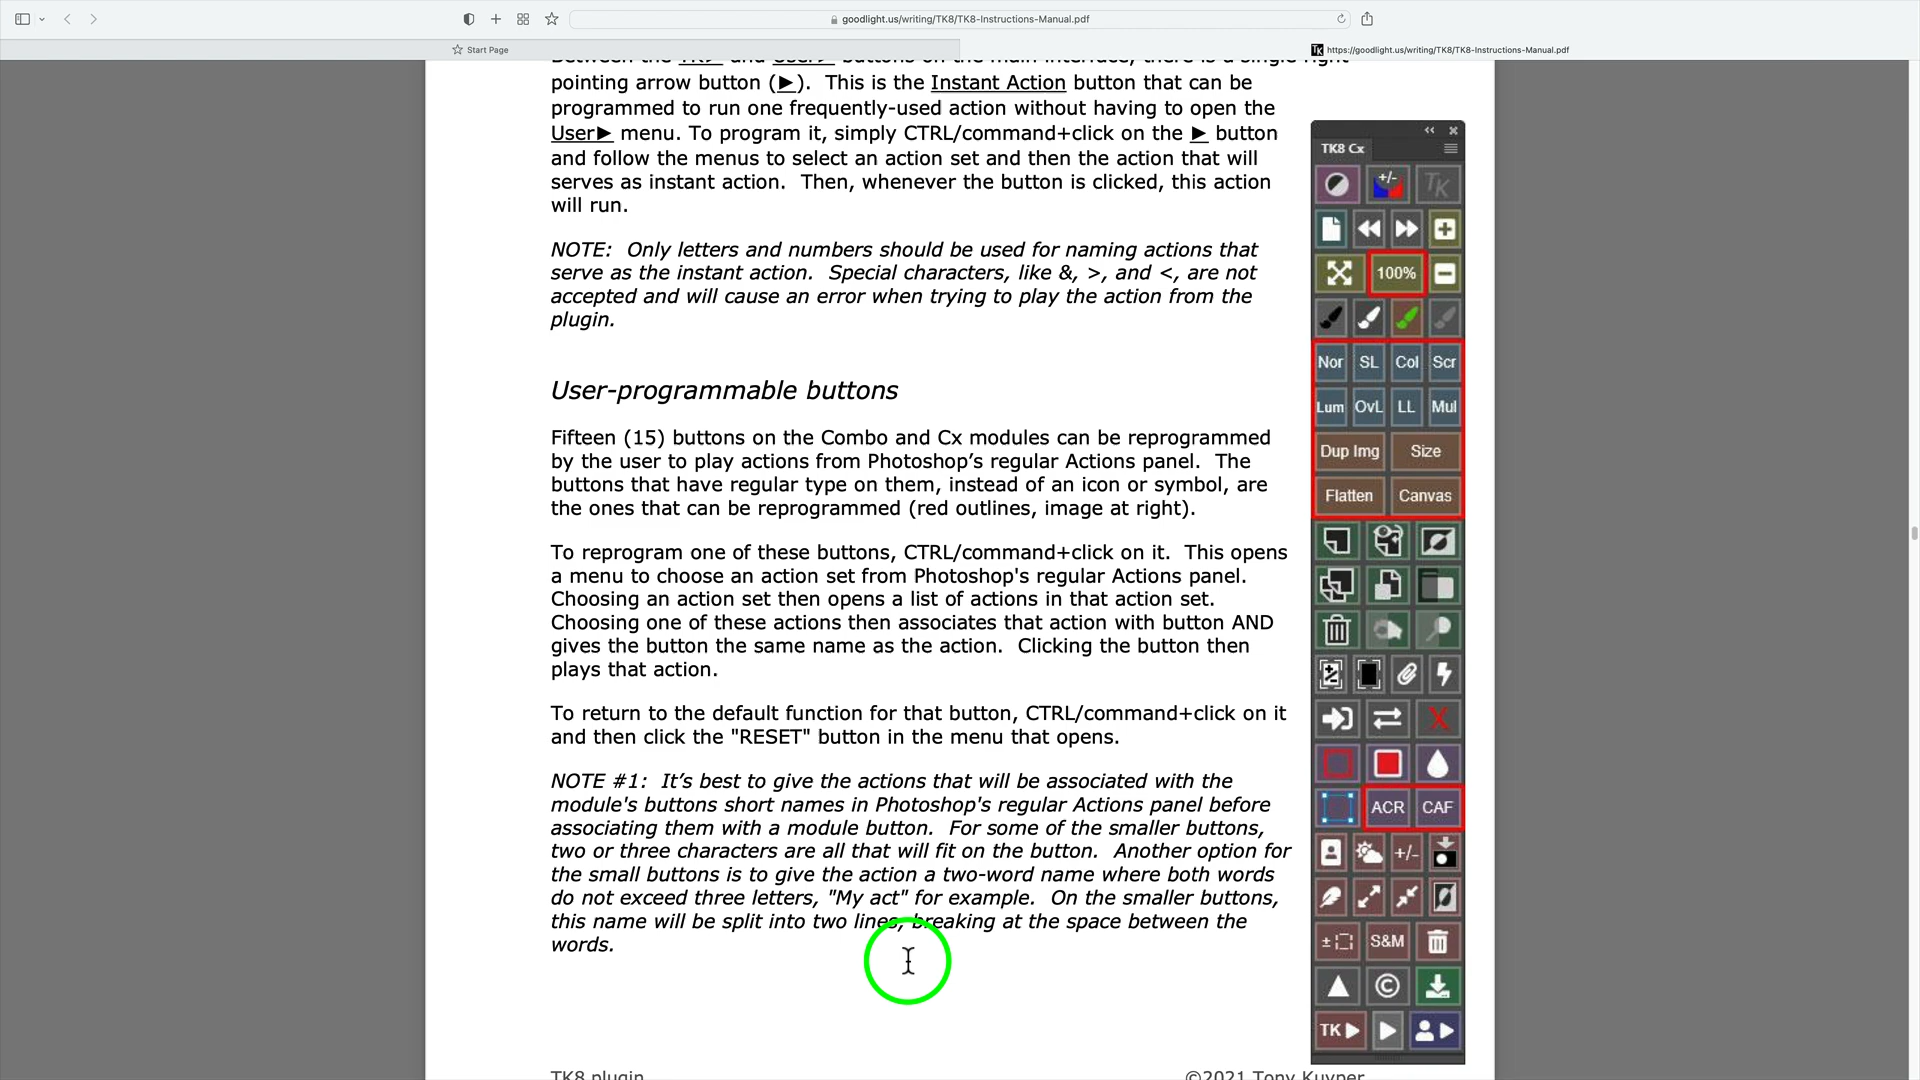 goodlight.us/writing/TK8/TK8-Instructions-Manual.pdf
Start Page
https://goodlight.us/writing/TK8/TK8-Instructions-Manual.pdf
Between the TK► and User► buttons on the main interface, there is a single right
pointing arrow button (►).  This is the Instant Action button that can be
programmed to run one frequently-used action without having to open the
User► menu. To program it, simply CTRL/command+click on the ► button
and follow the menus to select an action set and then the action that will
serves as instant action.  Then, whenever the button is clicked, this action
will run.
NOTE:  Only letters and numbers should be used for naming actions that
serve as the instant action.  Special characters, like &, >, and <, are not
accepted and will cause an error when trying to play the action from the
plugin.
User-programmable buttons
Fifteen (15) buttons on the Combo and Cx modules can be reprogrammed
by the user to play actions from Photoshop’s regular Actions panel.  The
buttons that have regular type on them, instead of an icon or symbol, are
the ones that can be reprogrammed (red outlines, image at right).
To reprogram one of these buttons, CTRL/command+click on it.  This opens
a menu to choose an action set from Photoshop's regular Actions panel.
Choosing an action set then opens a list of actions in that action set.
Choosing one of these actions then associates that action with button AND
gives the button the same name as the action.  Clicking the button then
plays that action.
To return to the default function for that button, CTRL/command+click on it
and then click the "RESET" button in the menu that opens.
NOTE #1:  It’s best to give the actions that will be associated with the
module's buttons short names in Photoshop's regular Actions panel before
associating them with a module button.  For some of the smaller buttons,
two or three characters are all that will fit on the button.  Another option for
the small buttons is to give the action a two-word name where both words
do not exceed three letters, "My act" for example.  On the smaller buttons,
this name will be split into two lines, breaking at the space between the
words.
TK8 plugin
©2021 Tony Kuyper
TK8 Cx
+/- TK
100%
Nor SL Col Scr
Lum OvL LL Mul
Dup Img Size
Flatten Canvas
X
ACR CAF
+/-
S&M
©
TK►